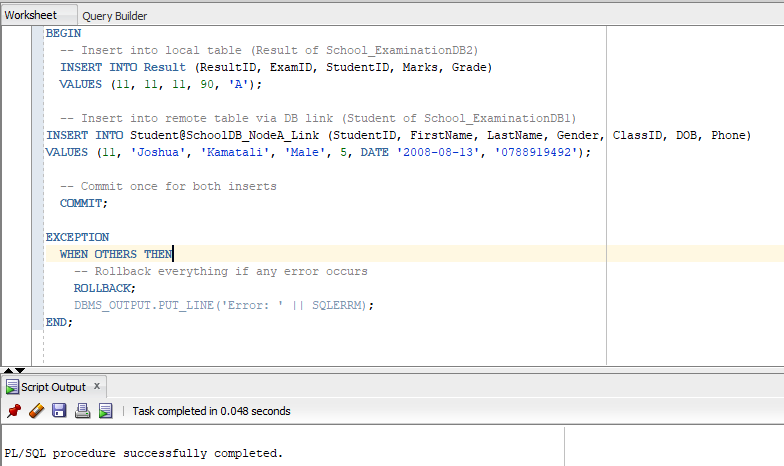 Worksheet Query Builder
BEGIN
-- Insert into local table (Result of School_ExaminationDB2)
INSERT INTO Result (ResultID, ExamID, StudentID, Marks, Grade)
VALUES (11, 11, 11, 90, 'A');
-- Insert into remote table via DB link (Student of School_ExaminationDB1)
INSERT INTO Student@SchoolDB_NodeA_Link (StudentID, FirstName, LastName, Gender, ClassID, DOB, Phone)
VALUES (11, 'Joshua', 'Kamatali', 'Male', 5, DATE '2008-08-13', '0788919492');
-- Commit once for both inserts
COMMIT;
EXCEPTION
WHEN OTHERS THEN
-- Rollback everything if any error occurs
ROLLBACK;
DBMS_OUTPUT.PUT_LINE('Error: ' || SQLERRM);
END;
Script Output x
Task completed in 0.048 seconds
PL/SQL procedure successfully completed.